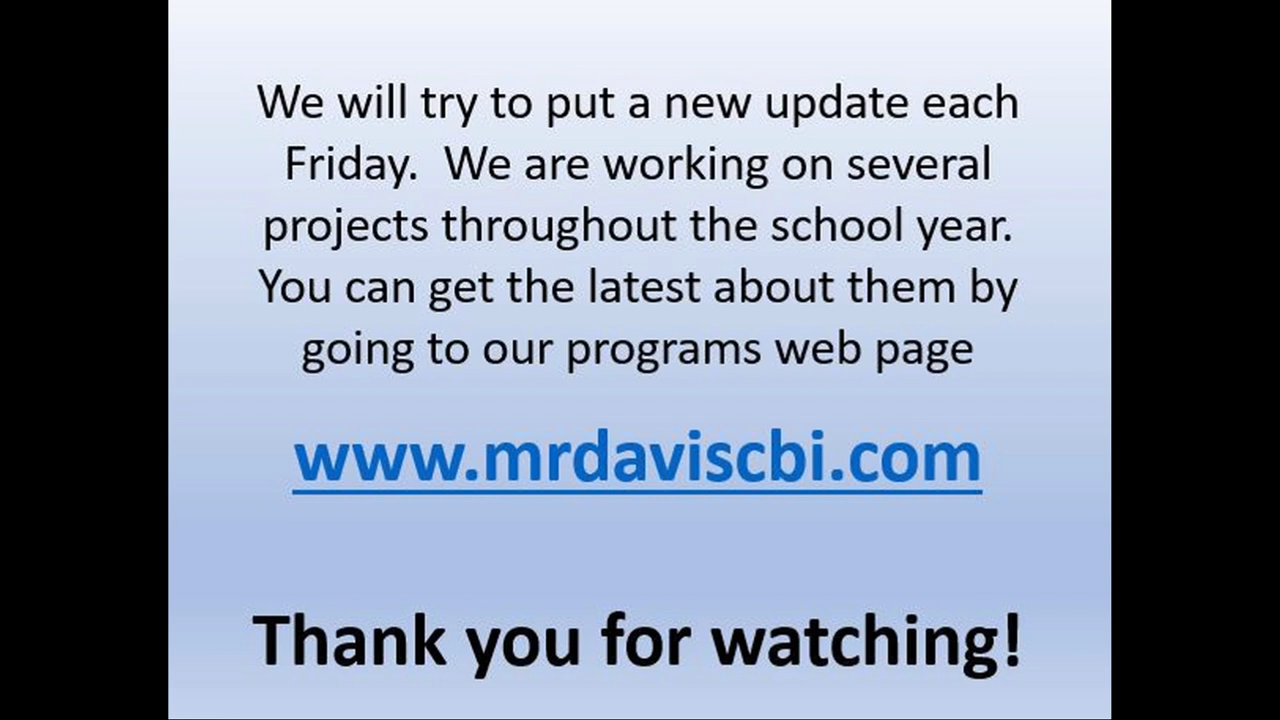 We will try to put a new update each
Friday.  We are working on several
projects throughout the school year.
You can get the latest about them by
going to our programs web page
www.mrdaviscbi.com
Thank you for watching!